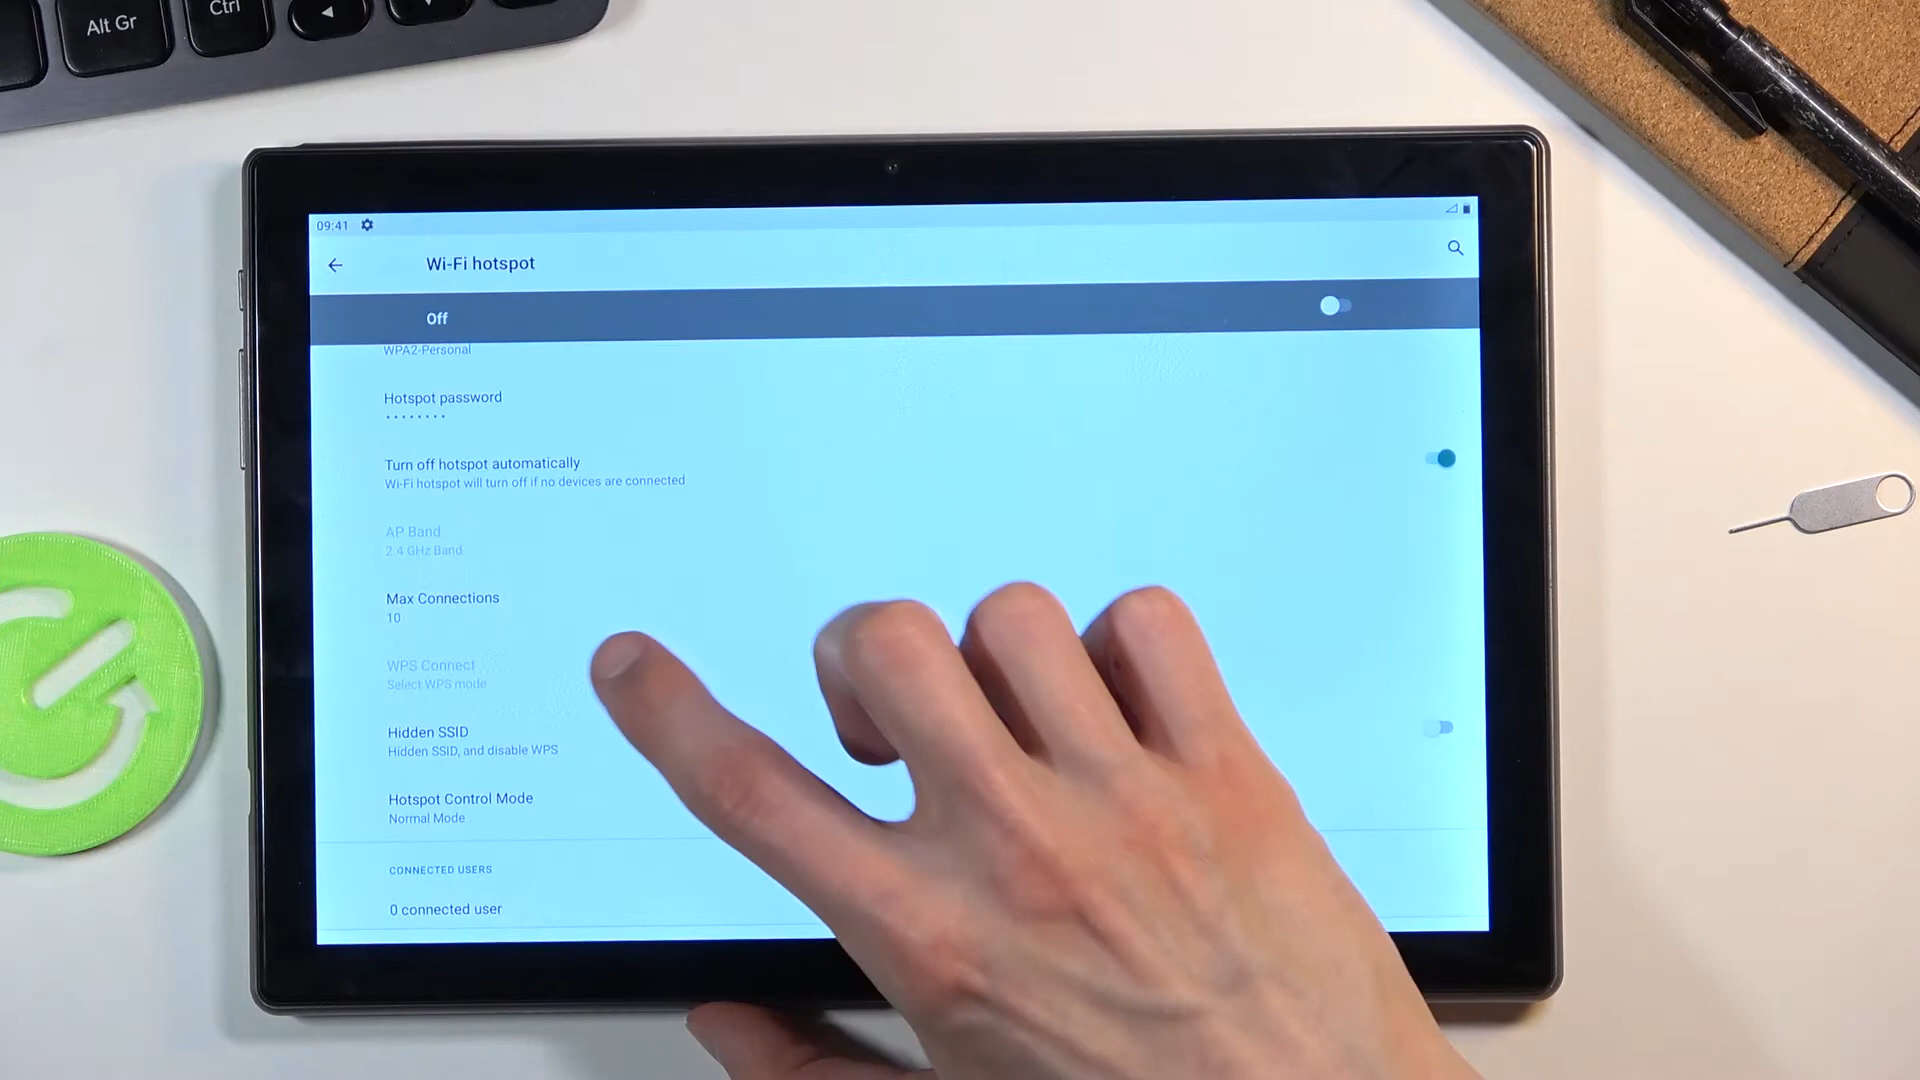 Alt Gr
Ctrl
09:41
Wi-Fi hotspot
Off
WPA2-Personal
Hotspot password
Turn off hotspot automatically
Wi-Fi hotspot will turn off if no devices are connected
AP Band
2.4 GHz Band
Max Connections
10
WPS Connect
Select WPS mode
Hidden SSID
Hidden SSID, and disable WPS
Hotspot Control Mode
Normal Mode
CONNECTED USERS
0 connected user